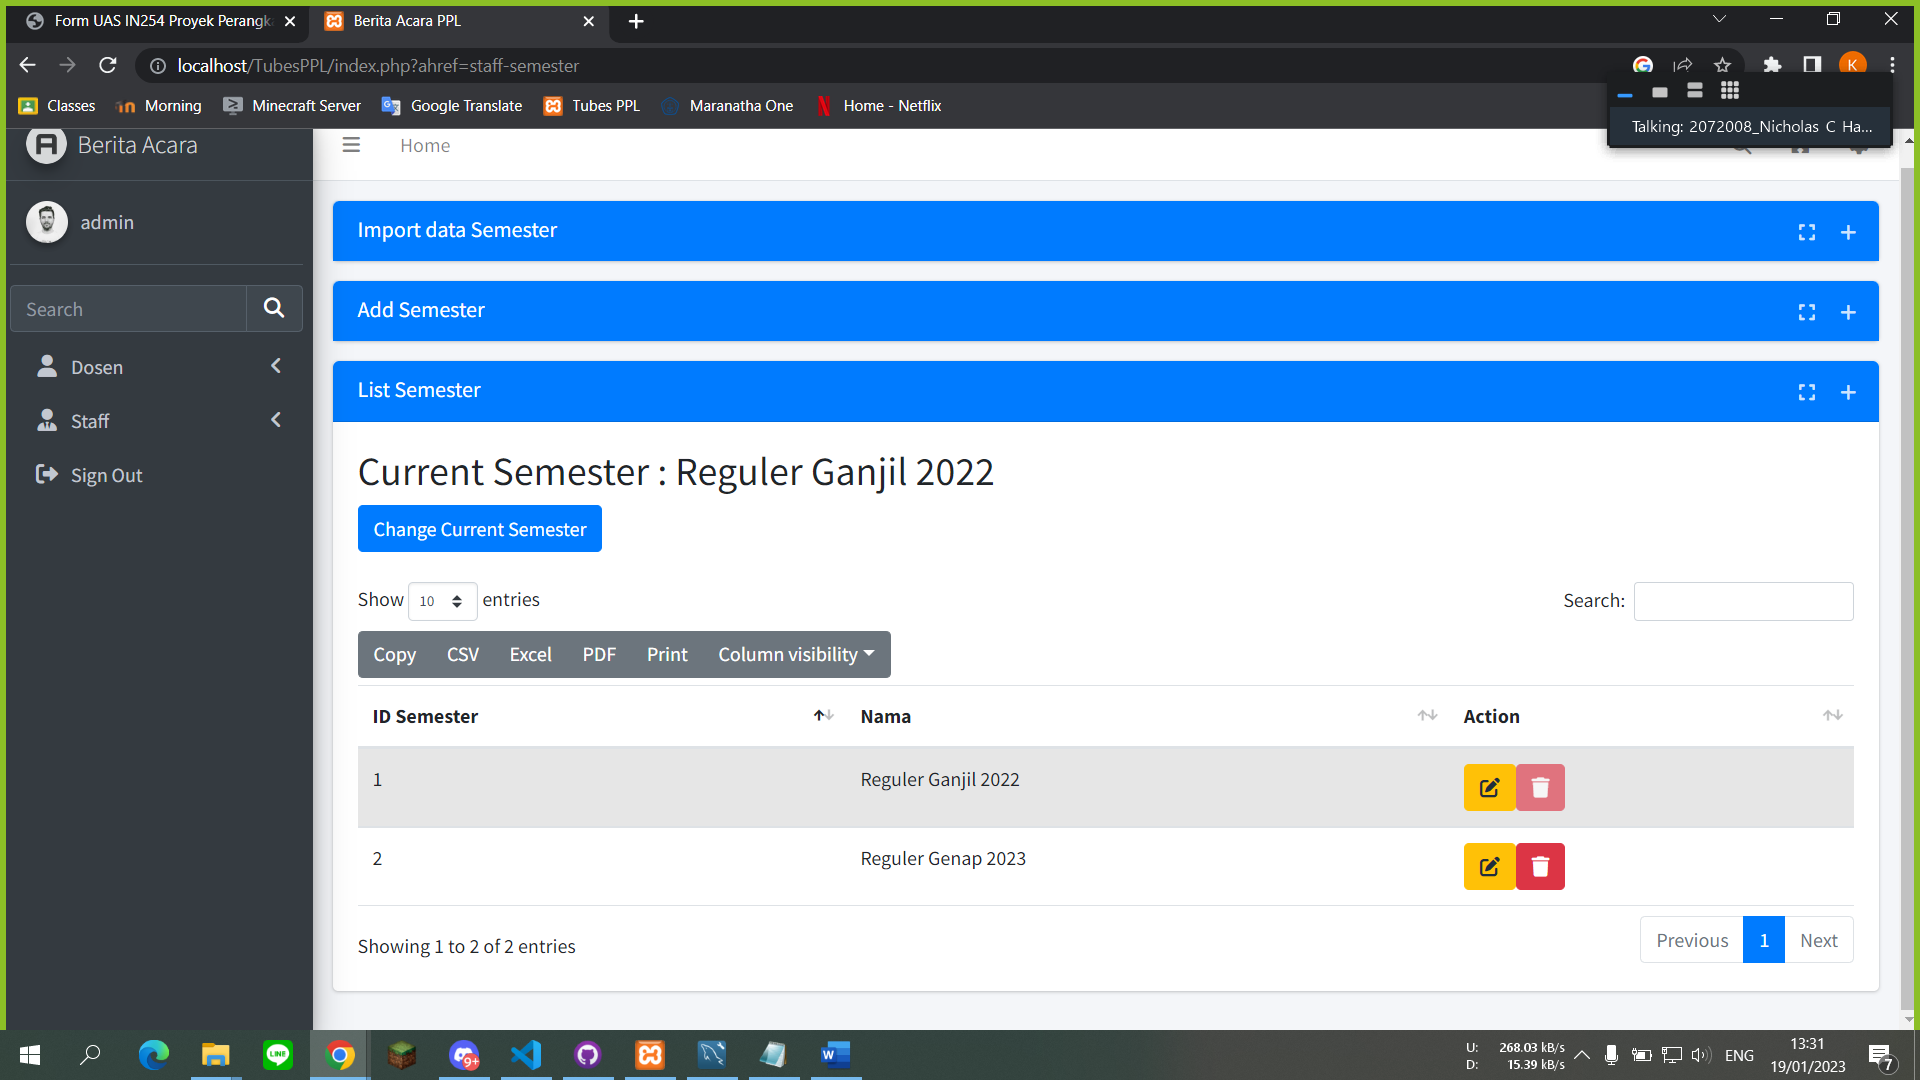 Form UAS IN254 Proyek Perangka
Berita Acara PPL
localhost/TubesPPL/index.php?ahref=staff-semester
K
Classes
Morning
Minecraft Server
Google Translate
Tubes PPL
Maranatha One
Home - Netflix
Talking: 2072008_Nicholas C Ha...
Berita Acara
Home
admin
Search
Dosen
Staff
Sign Out
Import data Semester
Add Semester
List Semester
Current Semester : Reguler Ganjil 2022
Change Current Semester
Show 10 entries
Search:
Copy CSV Excel PDF Print Column visibility
ID Semester Nama Action
1 Reguler Ganjil 2022
2 Reguler Genap 2023
Showing 1 to 2 of 2 entries
Previous 1 Next
LINE
9+
W
U: 268.03 kB/s
D: 15.39 kB/s
ENG
13:31
19/01/2023
7